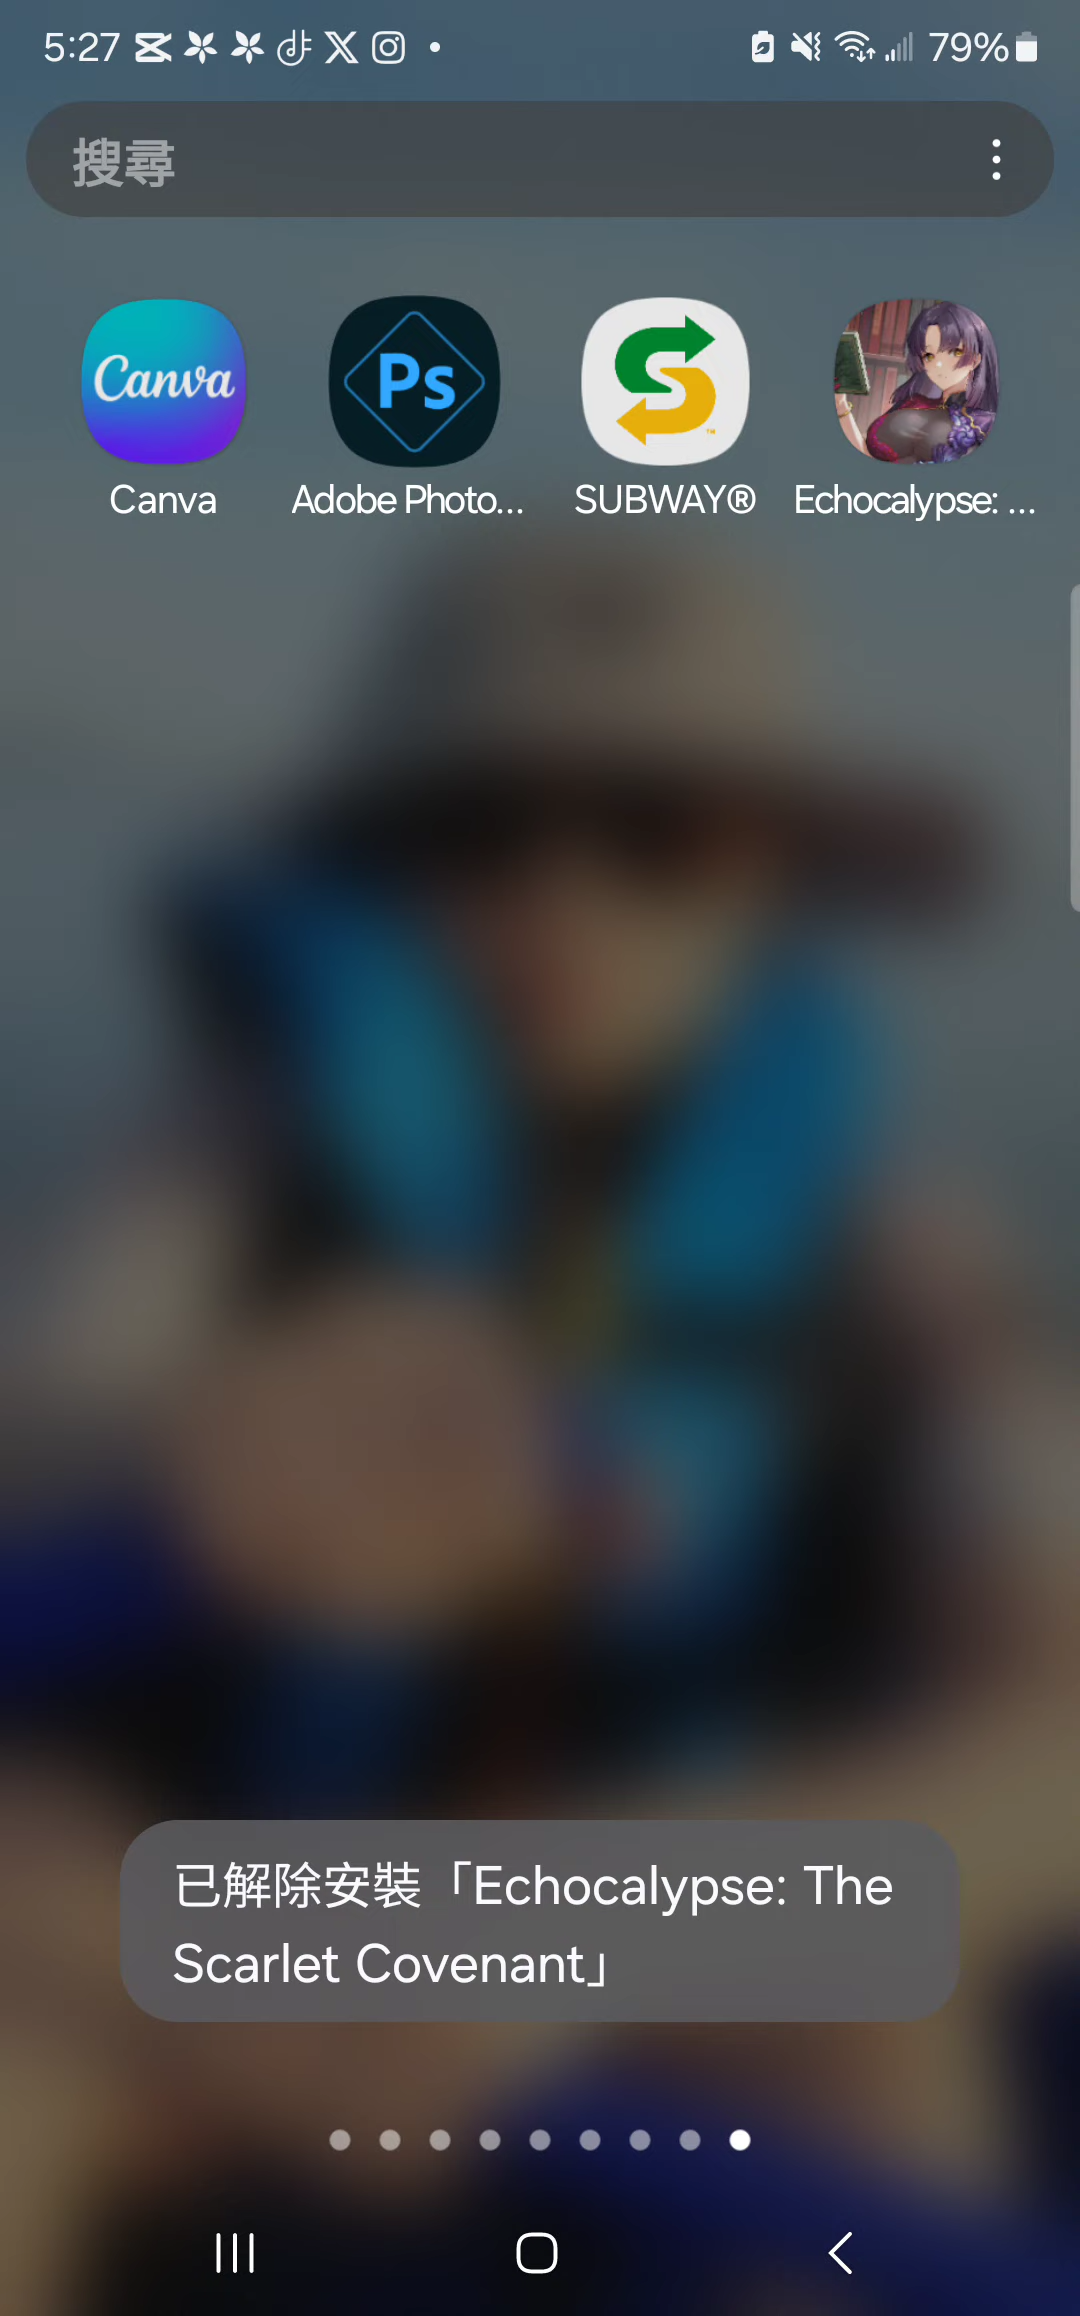 5:27
79%
搜尋
Canva
Ps
Canva
Adobe Photo...
SUBWAY®
Echocalypse: ...
已解除安裝「Echocalypse: The
Scarlet Covenant」